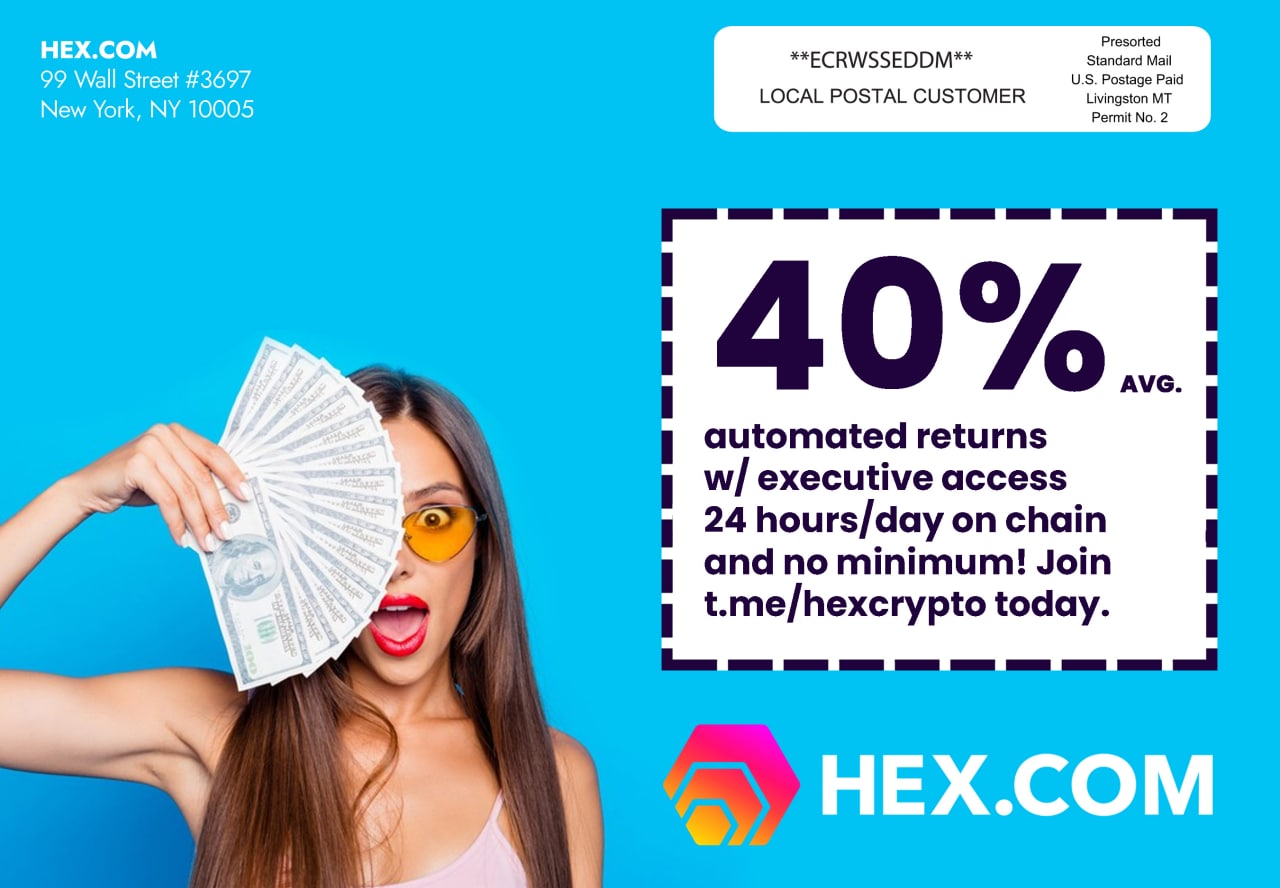 HEX.COM
99 Wall Street #3697
New York, NY 10005
**ECRWSSEDDM**
LOCAL POSTAL CUSTOMER
Presorted
Standard Mail
U.S. Postage Paid
Livingston MT
Permit No. 2
40% AVG.
automated returns
w/ executive access
24 hours/day on chain
and no minimum! Join
t.me/hexcrypto today.
HEX.COM